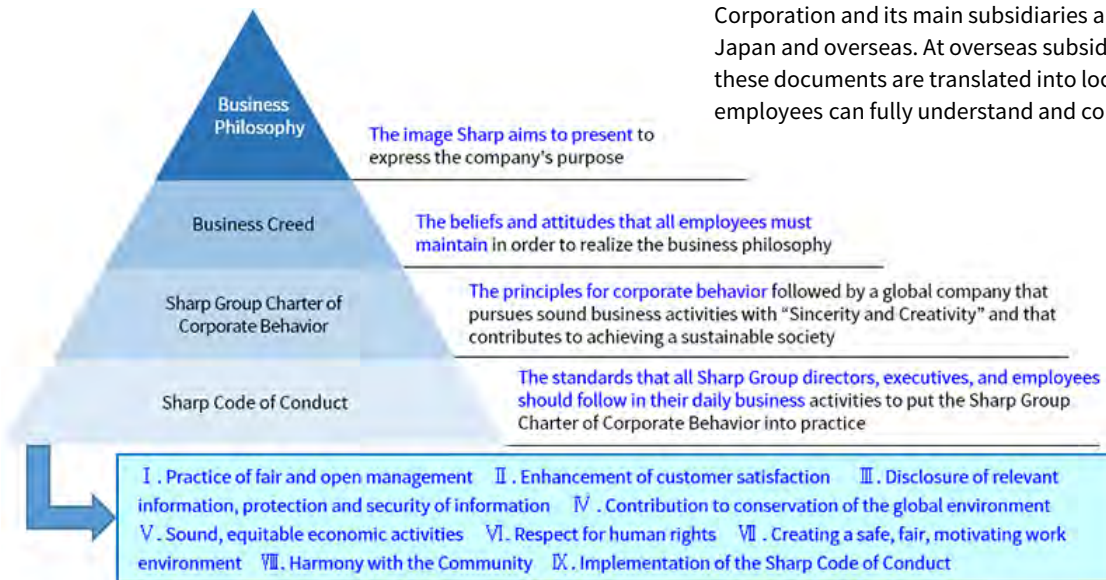 Corporation and its main subsidiaries a
Japan and overseas. At overseas subsid
these documents are translated into loc
employees can fully understand and co
Business
Philosophy
The image Sharp aims to present to
express the company's purpose
Business Creed
The beliefs and attitudes that all employees must
maintain in order to realize the business philosophy
Sharp Group Charter of
Corporate Behavior
The principles for corporate behavior followed by a global company that
pursues sound business activities with “Sincerity and Creativity” and that
contributes to achieving a sustainable society
Sharp Code of Conduct
The standards that all Sharp Group directors, executives, and employees
should follow in their daily business activities to put the Sharp Group
Charter of Corporate Behavior into practice
Ⅰ. Practice of fair and open management Ⅱ. Enhancement of customer satisfaction Ⅲ. Disclosure of relevant
information, protection and security of information Ⅳ. Contribution to conservation of the global environment
Ⅴ. Sound, equitable economic activities Ⅵ. Respect for human rights Ⅶ. Creating a safe, fair, motivating work
environment Ⅷ. Harmony with the Community Ⅸ. Implementation of the Sharp Code of Conduct